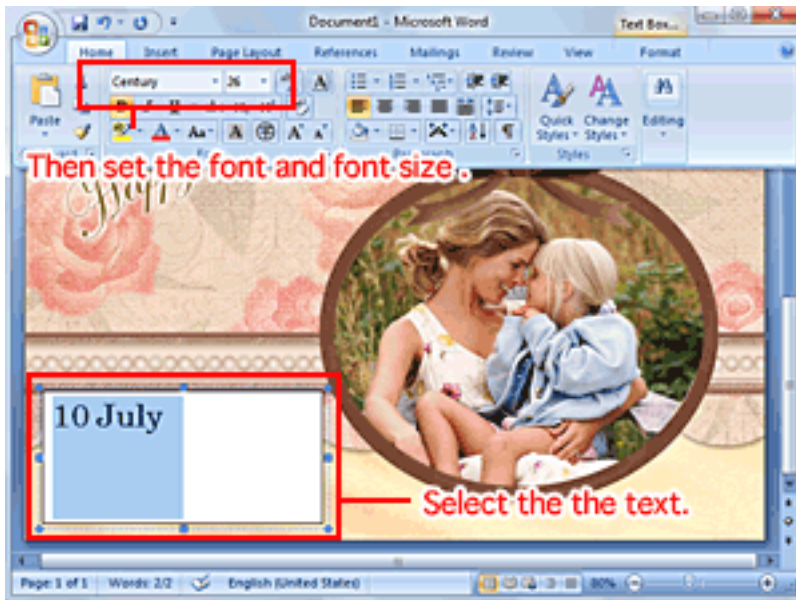 Document1 - Microsoft Word
Text Box...
Home Insert Page Layout References Mailings Review View Format
Century 26
Paste
Quick Styles
Change Styles
Editing
Styles
Then set the font and font size .
Happy
10 July
Select the the text.
Page: 1 of 1 Words: 2/2 English (United States) 80%